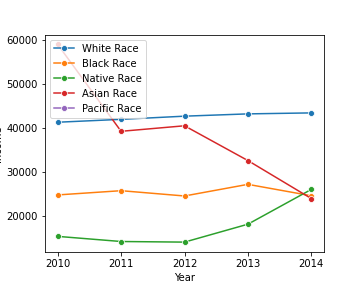 60000
50000
40000
30000
20000
White Race
Black Race
Native Race
Asian Race
Pacific Race
2010 2011 2012 2013 2014
Year